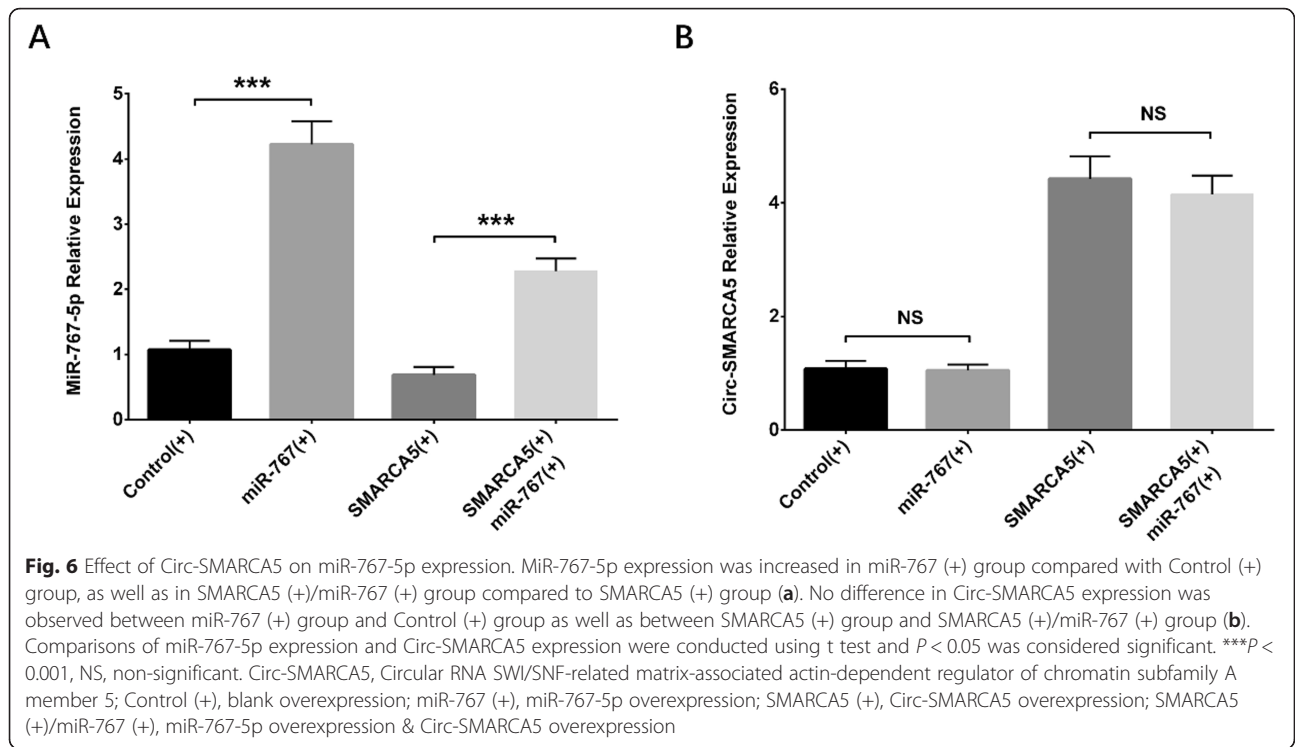 A
B
MiR-767-5p Relative Expression
5
4
3
2
1
0
***
***
Control(+)
miR-767(+)
SMARCA5(+)
SMARCA5(+)
miR-767(+)
Circ-SMARCA5 Relative Expression
6
4
2
0
NS
NS
Control(+)
miR-767(+)
SMARCA5(+)
SMARCA5(+)
miR-767(+)
Fig. 6 Effect of Circ-SMARCA5 on miR-767-5p expression. MiR-767-5p expression was increased in miR-767 (+) group compared with Control (+)
group, as well as in SMARCA5 (+)/miR-767 (+) group compared to SMARCA5 (+) group (a). No difference in Circ-SMARCA5 expression was
observed between miR-767 (+) group and Control (+) group as well as between SMARCA5 (+) group and SMARCA5 (+)/miR-767 (+) group (b).
Comparisons of miR-767-5p expression and Circ-SMARCA5 expression were conducted using t test and P < 0.05 was considered significant. ***P <
0.001, NS, non-significant. Circ-SMARCA5, Circular RNA SWI/SNF-related matrix-associated actin-dependent regulator of chromatin subfamily A
member 5; Control (+), blank overexpression; miR-767 (+), miR-767-5p overexpression; SMARCA5 (+), Circ-SMARCA5 overexpression; SMARCA5
(+)/miR-767 (+), miR-767-5p overexpression & Circ-SMARCA5 overexpression